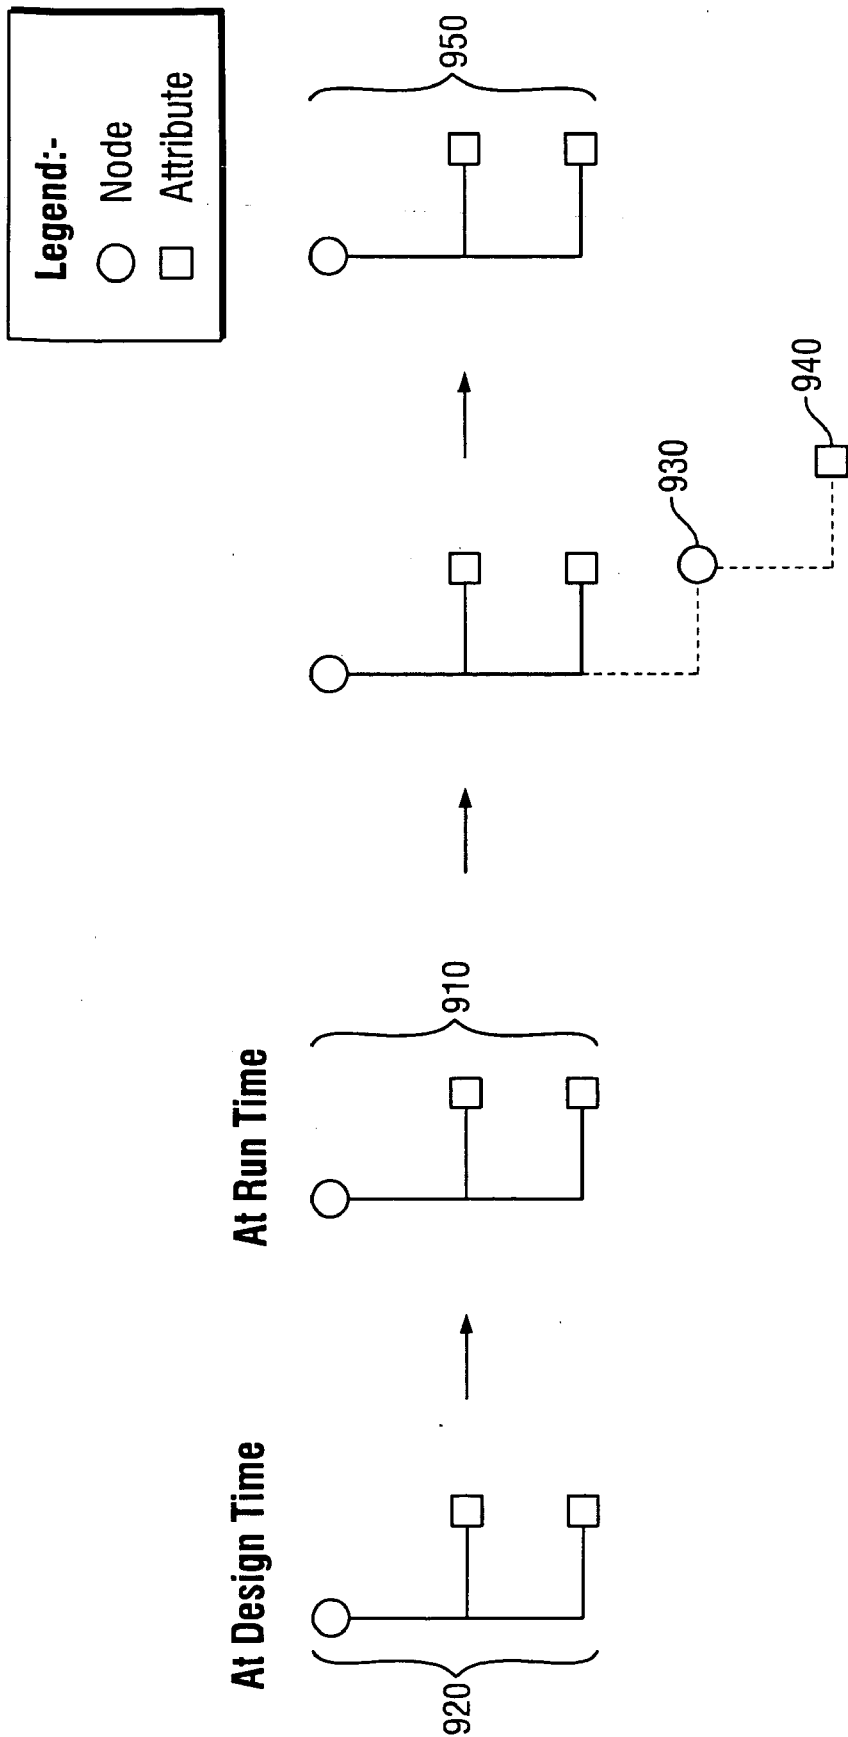 Legend:-
Node
Attribute
At Design Time
At Run Time
920
910
930
940
950